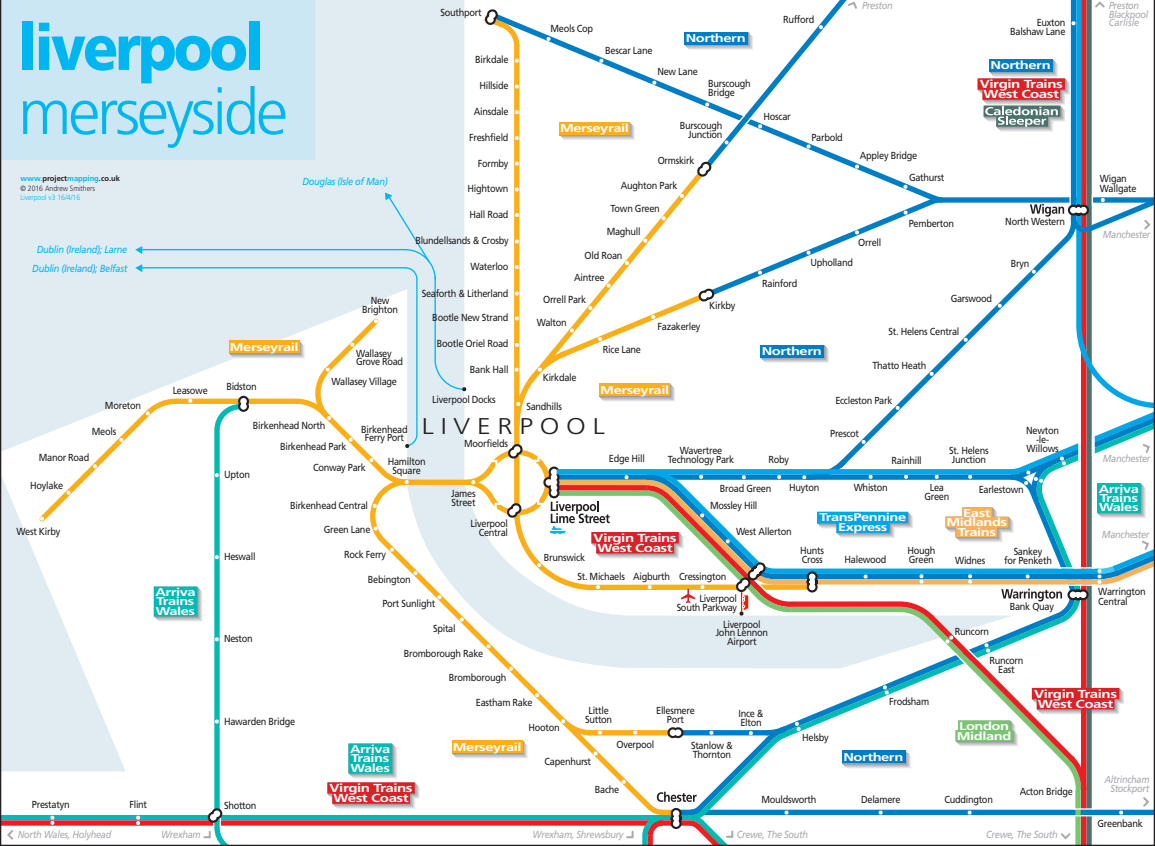 liverpool
merseyside
www.projectmapping.co.uk
© 2016 Andrew Smithers
Liverpool v3 16/4/16
Douglas (Isle of Man)
Dublin (Ireland); Larne
Dublin (Ireland); Belfast
Southport
Meols Cop
Bescar Lane
New Lane
Burscough
Bridge
Hoscar
Parbold
Appley Bridge
Gathurst
Rufford
Preston
Northern
Burscough
Junction
Ormskirk
Aughton Park
Town Green
Maghull
Old Roan
Aintree
Orrell Park
Walton
Merseyrail
Birkdale
Hillside
Ainsdale
Freshfield
Formby
Hightown
Hall Road
Blundellsands & Crosby
Waterloo
Seaforth & Litherland
Bootle New Strand
Bootle Oriel Road
Bank Hall
Sandhills
Kirkdale
Rice Lane
Fazakerley
Kirkby
Rainford
Upholland
Orrell
Pemberton
Euxton
Balshaw Lane
Preston
Blackpool
Carlisle
Northern
Virgin Trains
West Coast
Caledonian
Sleeper
Wigan
Wallgate
Wigan
North Western
Manchester
Bryn
Garswood
St. Helens Central
Thatto Heath
Eccleston Park
Prescot
Northern
Merseyrail
Merseyrail
New
Brighton
Wallasey
Grove Road
Wallasey Village
Birkenhead North
Birkenhead Park
Conway Park
Birkenhead
Ferry Port
Liverpool Docks
Hamilton
Square
Bidston
Leasowe
Moreton
Meols
Manor Road
Hoylake
West Kirby
LIVERPOOL
Moorfields
James
Street
Liverpool
Central
Liverpool
Lime Street
Edge Hill
Wavertree
Technology Park
Broad Green
Roby
Huyton
Whiston
Rainhill
Lea
Green
St. Helens
Junction
Earlestown
Newton
-le-
Willows
Manchester
Arriva
Trains
Wales
Manchester
Mossley Hill
West Allerton
TransPennine
Express
East
Midlands
Trains
Virgin Trains
West Coast
Hunts
Cross
Halewood
Hough
Green
Widnes
Sankey
for Penketh
Warrington
Bank Quay
Warrington
Central
Brunswick
St. Michaels
Aigburth
Cressington
Liverpool
South Parkway
Liverpool
John Lennon
Airport
Birkenhead Central
Green Lane
Rock Ferry
Bebington
Port Sunlight
Spital
Bromborough Rake
Bromborough
Eastham Rake
Hooton
Capenhurst
Bache
Chester
Little
Sutton
Overpool
Ellesmere
Port
Stanlow &
Thornton
Ince &
Elton
Helsby
Frodsham
Runcorn
Runcorn
East
Virgin Trains
West Coast
London
Midland
Northern
Merseyrail
Upton
Heswall
Arriva
Trains
Wales
Neston
Hawarden Bridge
Arriva
Trains
Wales
Virgin Trains
West Coast
Prestatyn
Flint
Shotton
North Wales, Holyhead
Wrexham
Wrexham, Shrewsbury
Crewe, The South
Mouldsworth
Delamere
Cuddington
Acton Bridge
Altrincham
Stockport
Greenbank
Crewe, The South